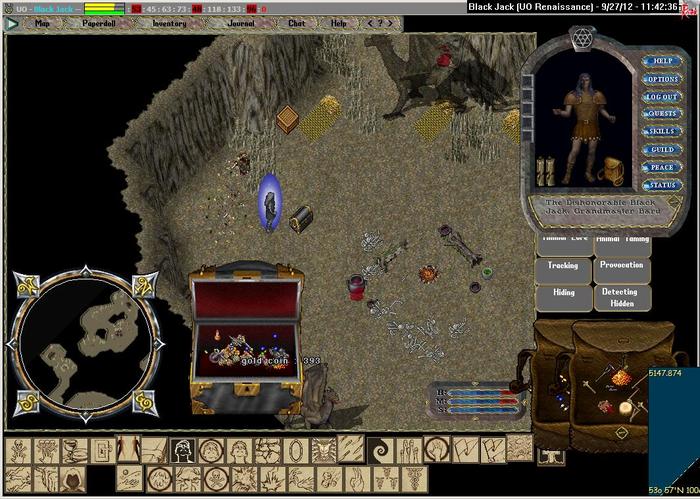 UO - Black Jack - : 45: 63: 73: : 118: 133: : 0
Black Jack [UO Renaissance] - 9/27/12 - 11:42:36
Map Paperdoll Inventory Journal Chat Help < ? >
HELP
OPTIONS
LOG OUT
QUESTS
SKILLS
GUILD
PEACE
STATUS
The Dishonorable Black
Jack, Grandmaster Bard
Animal Lore Animal Taming
Tracking Provocation
Hiding Detecting
Hidden
gold coin : 393
5147.874
53o 57'N 100